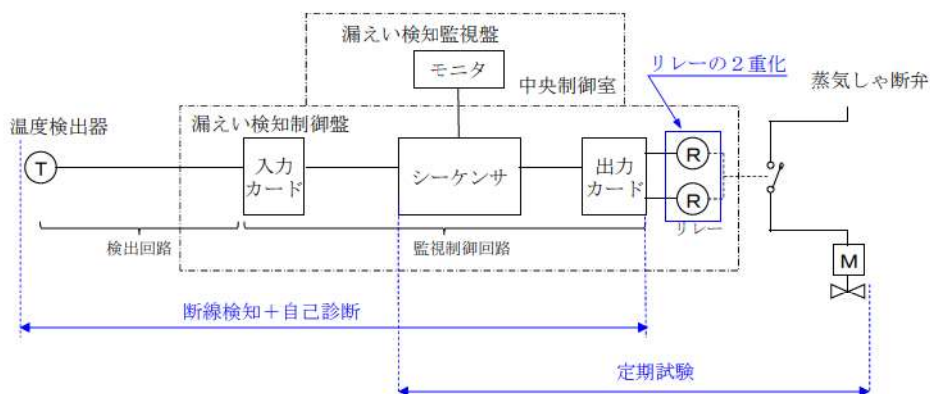 漏えい検知監視盤
モニタ
中央制御室
リレーの２重化
蒸気しゃ断弁
温度検出器
漏えい検知制御盤
T
入力
カード
シーケンサ
出力
カード
R
R
リレー
検出回路
監視制御回路
M
断線検知＋自己診断
定期試験